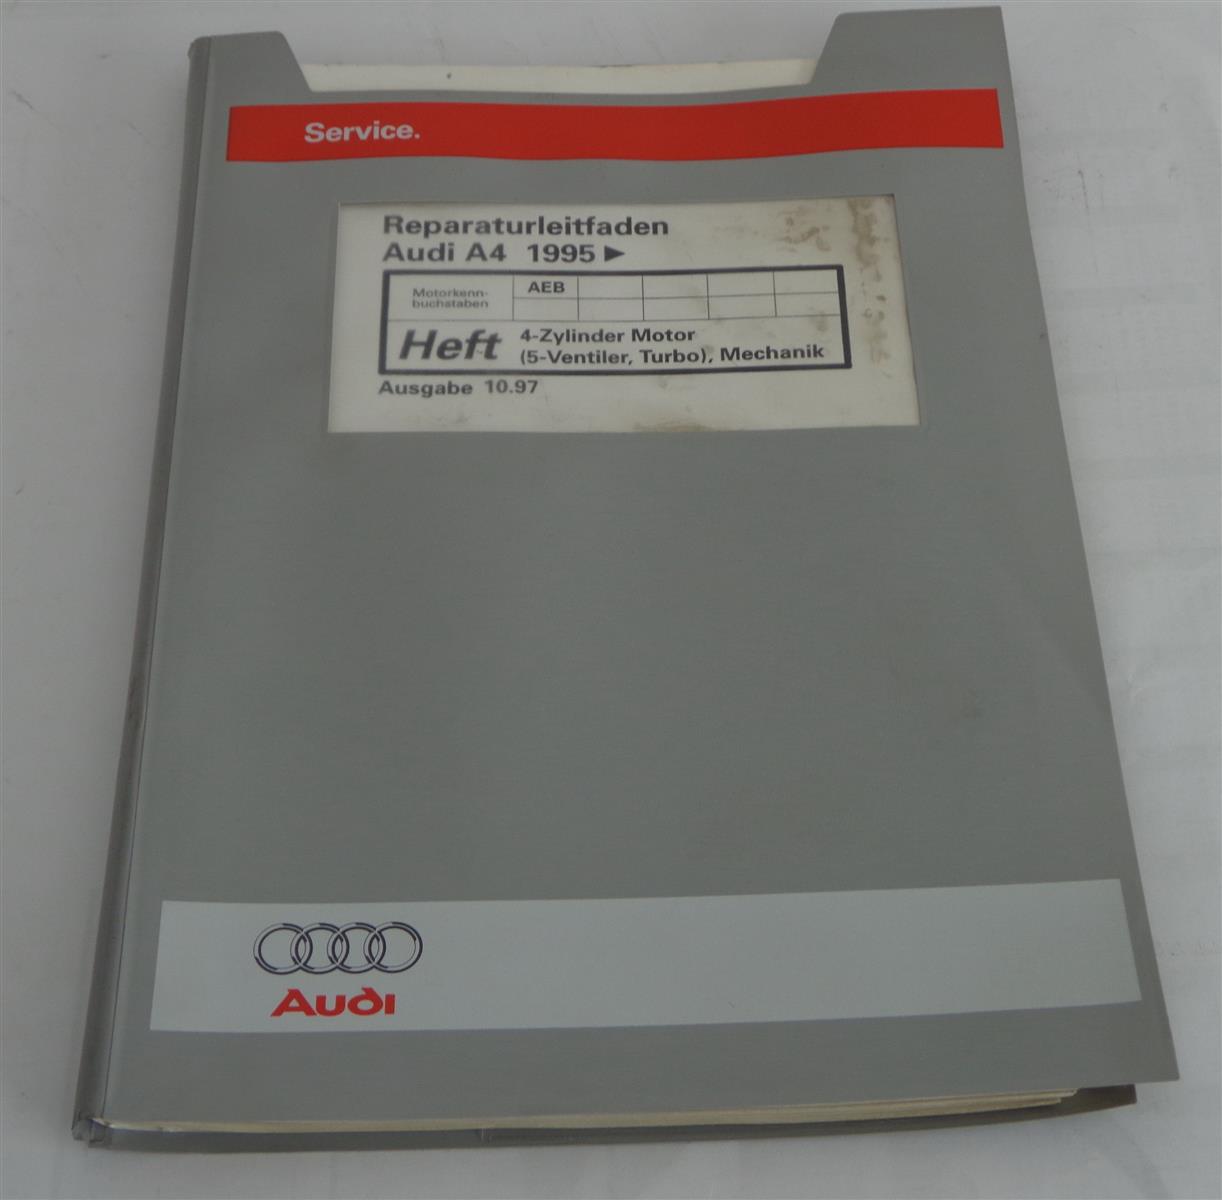 Service.
Reparaturleitfaden
Audi A4 1995 ►
Motorkenn-
buchstaben
AEB
Heft
4-Zylinder Motor
(5-Ventiler, Turbo), Mechanik
Ausgabe 10.97
Audi